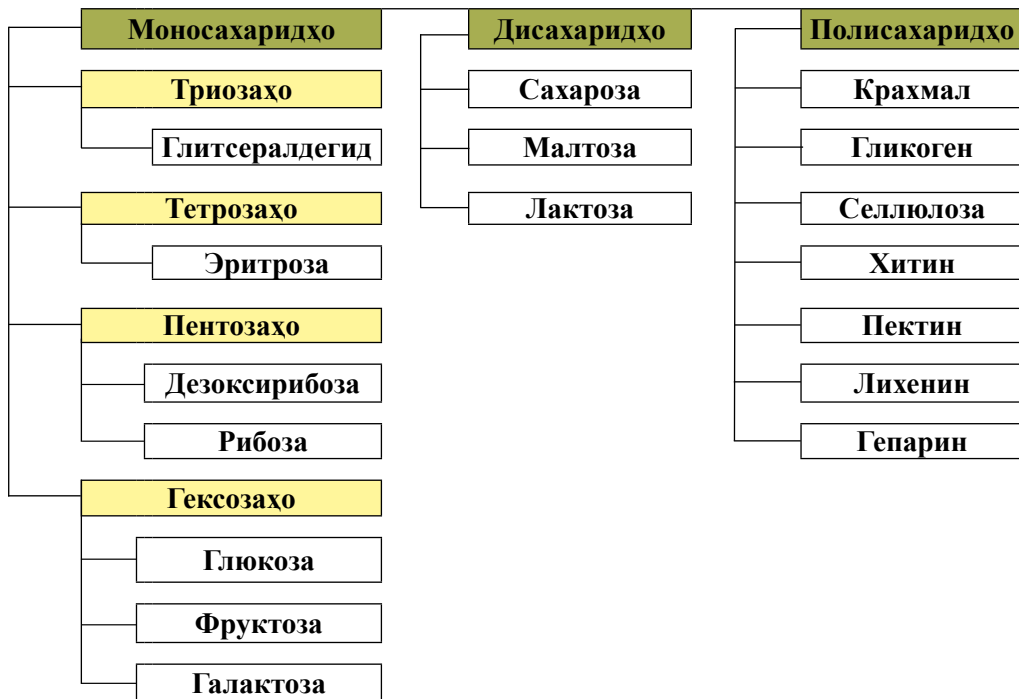 Моносахаридҳо
Триозаҳо
Глитсералдегид
Тетрозаҳо
Эритроза
Пентозаҳо
Дезоксирибоза
Рибоза
Гексозаҳо
Глюкоза
Фруктоза
Галактоза
Дисахаридҳо
Сахароза
Малтоза
Лактоза
Полисахаридҳо
Крахмал
Гликоген
Селлюлоза
Хитин
Пектин
Лихенин
Гепарин